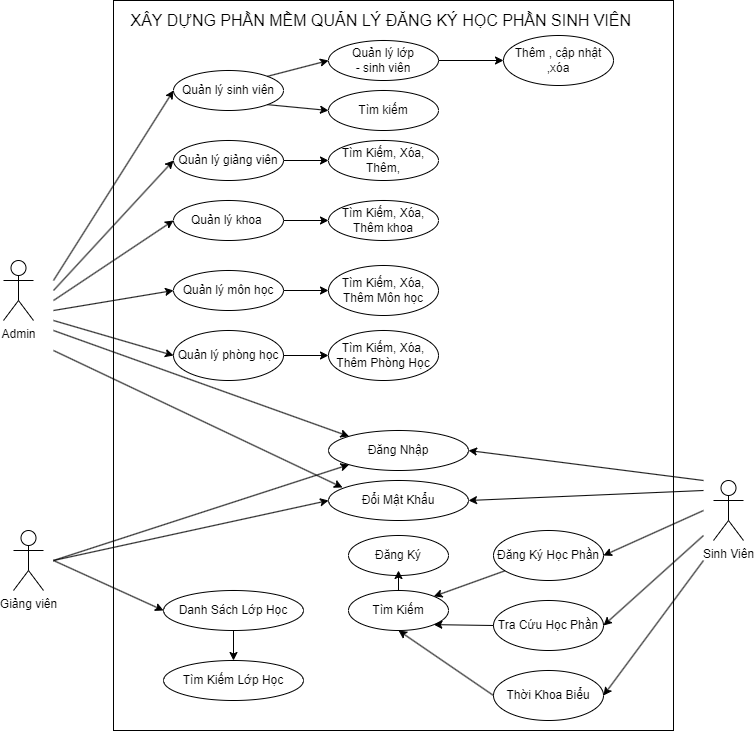 XÂY DỰNG PHẦN MỀM QUẢN LÝ ĐĂNG KÝ HỌC PHẦN SINH VIÊN
Quản lý lớp
- sinh viên
Thêm , cập nhật
,xóa
Quản lý sinh viên
Tìm kiếm
Quản lý giảng viên
Tìm Kiếm, Xóa,
Thêm,
Quản lý khoa
Tìm Kiếm, Xóa,
Thêm khoa
Quản lý môn học
Tìm Kiếm, Xóa,
Thêm Môn học
Admin
Quản lý phòng học
Tìm Kiếm, Xóa,
Thêm Phòng Học
Đăng Nhập
Đổi Mật Khẩu
Đăng Ký
Đăng Ký Học Phần
Sinh Viên
Giảng viên
Danh Sách Lớp Học
Tìm Kiếm
Tra Cứu Học Phần
Tìm Kiếm Lớp Học
Thời Khoa Biểu